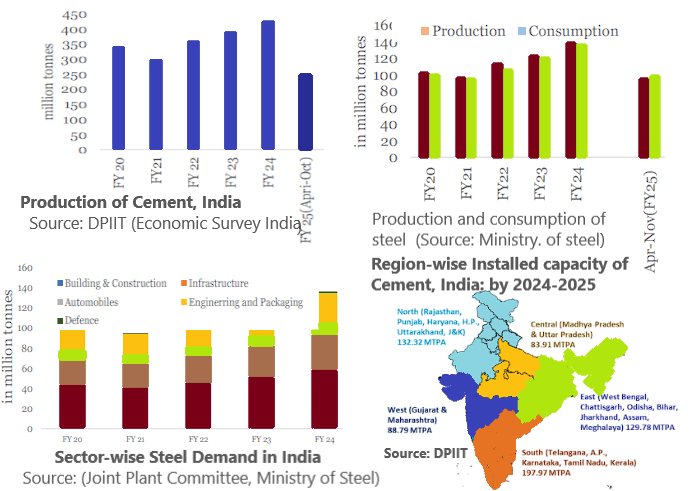 450
400
350
300
250
200
150
100
50
0
million tonnes
FY 20
FY21
FY 22
FY 23
FY 24
FY 25(Apri-Oct)
Production of Cement, India
Source: DPIIT (Economic Survey India
160
140
120
100
80
60
40
20
0
in million tonnes
Production Consumption
FY20
FY21
FY22
FY23
FY24
Apr-Nov(FY25)
Production and consumption of
steel (Source: Ministry. of steel)
160
140
120
100
80
60
40
20
0
in million tonnes
Building & Construction Infrastructure
Automobiles Enginerring and Packaging
Defence
FY 20
FY 21
FY 22
FY 23
FY 24
Sector-wise Steel Demand in India
Source: (Joint Plant Committee, Ministry of Steel)
Region-wise Installed capacity of
Cement, India: by 2024-2025
North (Rajasthan,
Punjab, Haryana, H.P.,
Uttarakhand, J&K)
132.32 MTPA
Central (Madhya Pradesh
& Uttar Pradesh)
83.91 MTPA
West (Gujarat &
Maharashtra)
88.79 MTPA
East (West Bengal,
Chattisgarh, Odisha, Bihar,
Jharkhand, Assam,
Meghalaya) 129.78 MTPA
Source: DPIIT
South (Telangana, A.P.,
Karnataka, Tamil Nadu, Kerala)
197.97 MTPA